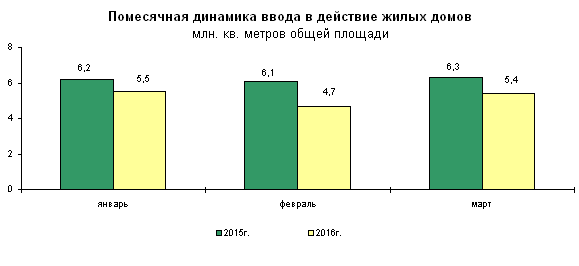 Помесячная динамика ввода в действие жилых домов
млн. кв. метров общей площади
8
6
4
2
0
6,2
5,5
6,1
4,7
6,3
5,4
январь
февраль
март
2015г.
2016г.